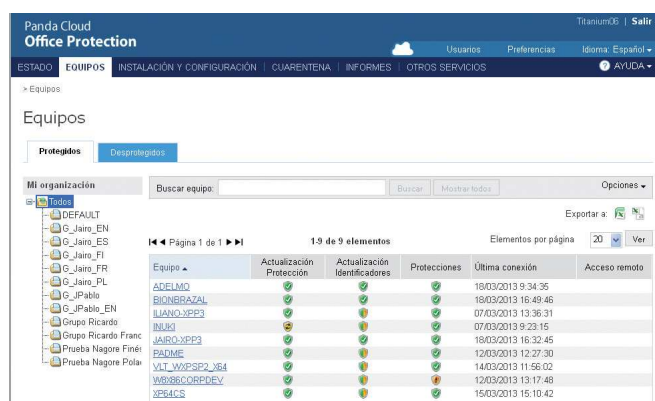 Panda Cloud
Titanium06 | Salir
Office Protection
Usuarios Preferencias Idioma: Español
ESTADO EQUIPOS INSTALACIÓN Y CONFIGURACIÓN | CUARENTENA | INFORMES | OTROS SERVICIOS ? AYUDA
> Equipos
Equipos
Protegidos Desprotegidos
Mi organización
Buscar equipo: Buscar Mostrar todos Opciones
Todos
DEFAULT
G_Jairo_EN
G_Jairo_ES
G_Jairo_FI
G_Jairo_FR
G_Jairo_PL
G_JPablo
G_JPablo_EN
Grupo Ricardo
Grupo Ricardo Franc
Prueba Nagore Finés
Prueba Nagore Pola
Exportar a:
Página 1 de 1 1-9 de 9 elementos Elementos por página 20 Ver
Equipo Actualización Protección Actualización Identificadores Protecciones Última conexión Acceso remoto
ADELMO 18/03/2013 9:34:35
BIONBRAZAL 18/03/2013 16:49:46
ILIANO-XPP3 07/03/2013 13:36:31
INUKI 07/03/2013 9:23:15
JAIRO-XPP3 18/03/2013 16:32:45
PADME 12/03/2013 12:27:30
VLT_WXPSP2_X64 14/03/2013 11:56:02
W8X86CORPDEV 12/03/2013 13:17:48
XP64CS 15/03/2013 15:10:42